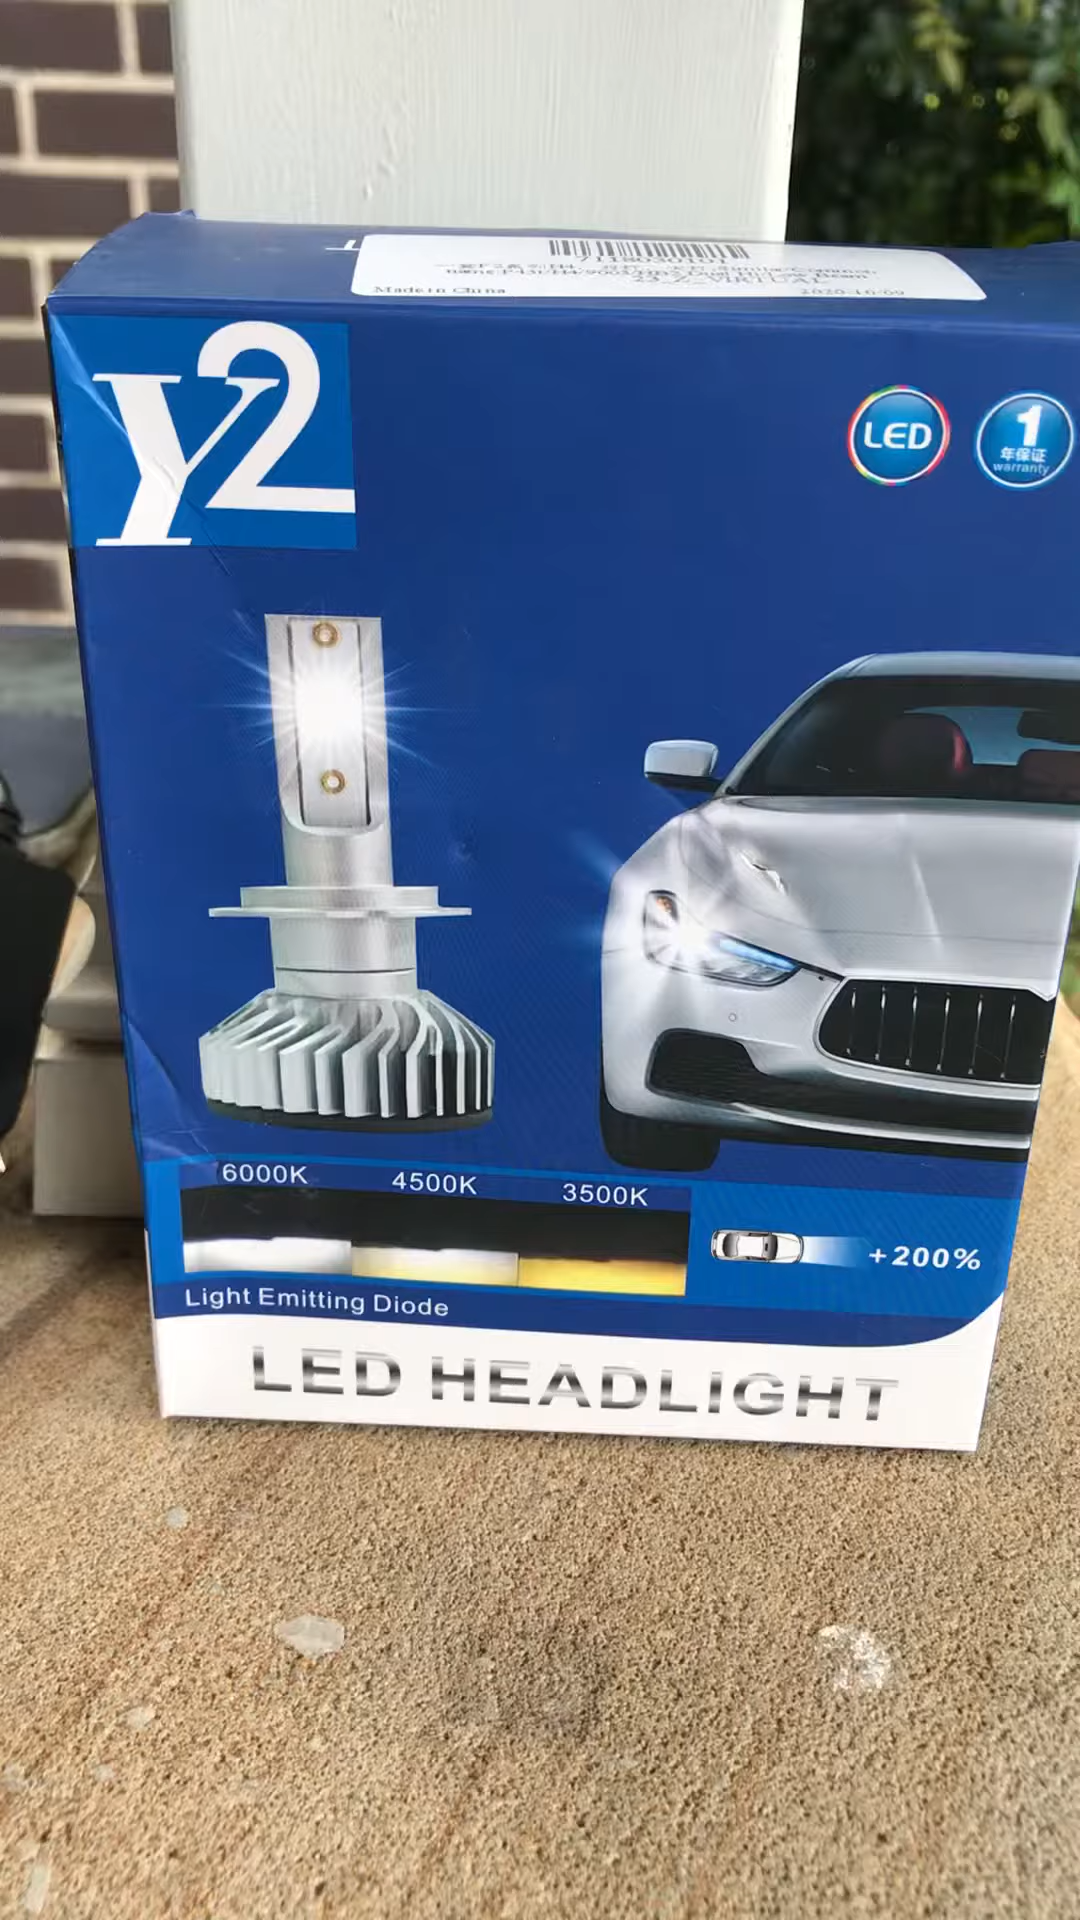 Made in China
Y2
LED
1
年保证
warranty
6000K 4500K 3500K
+200%
Light Emitting Diode
LED HEADLIGHT